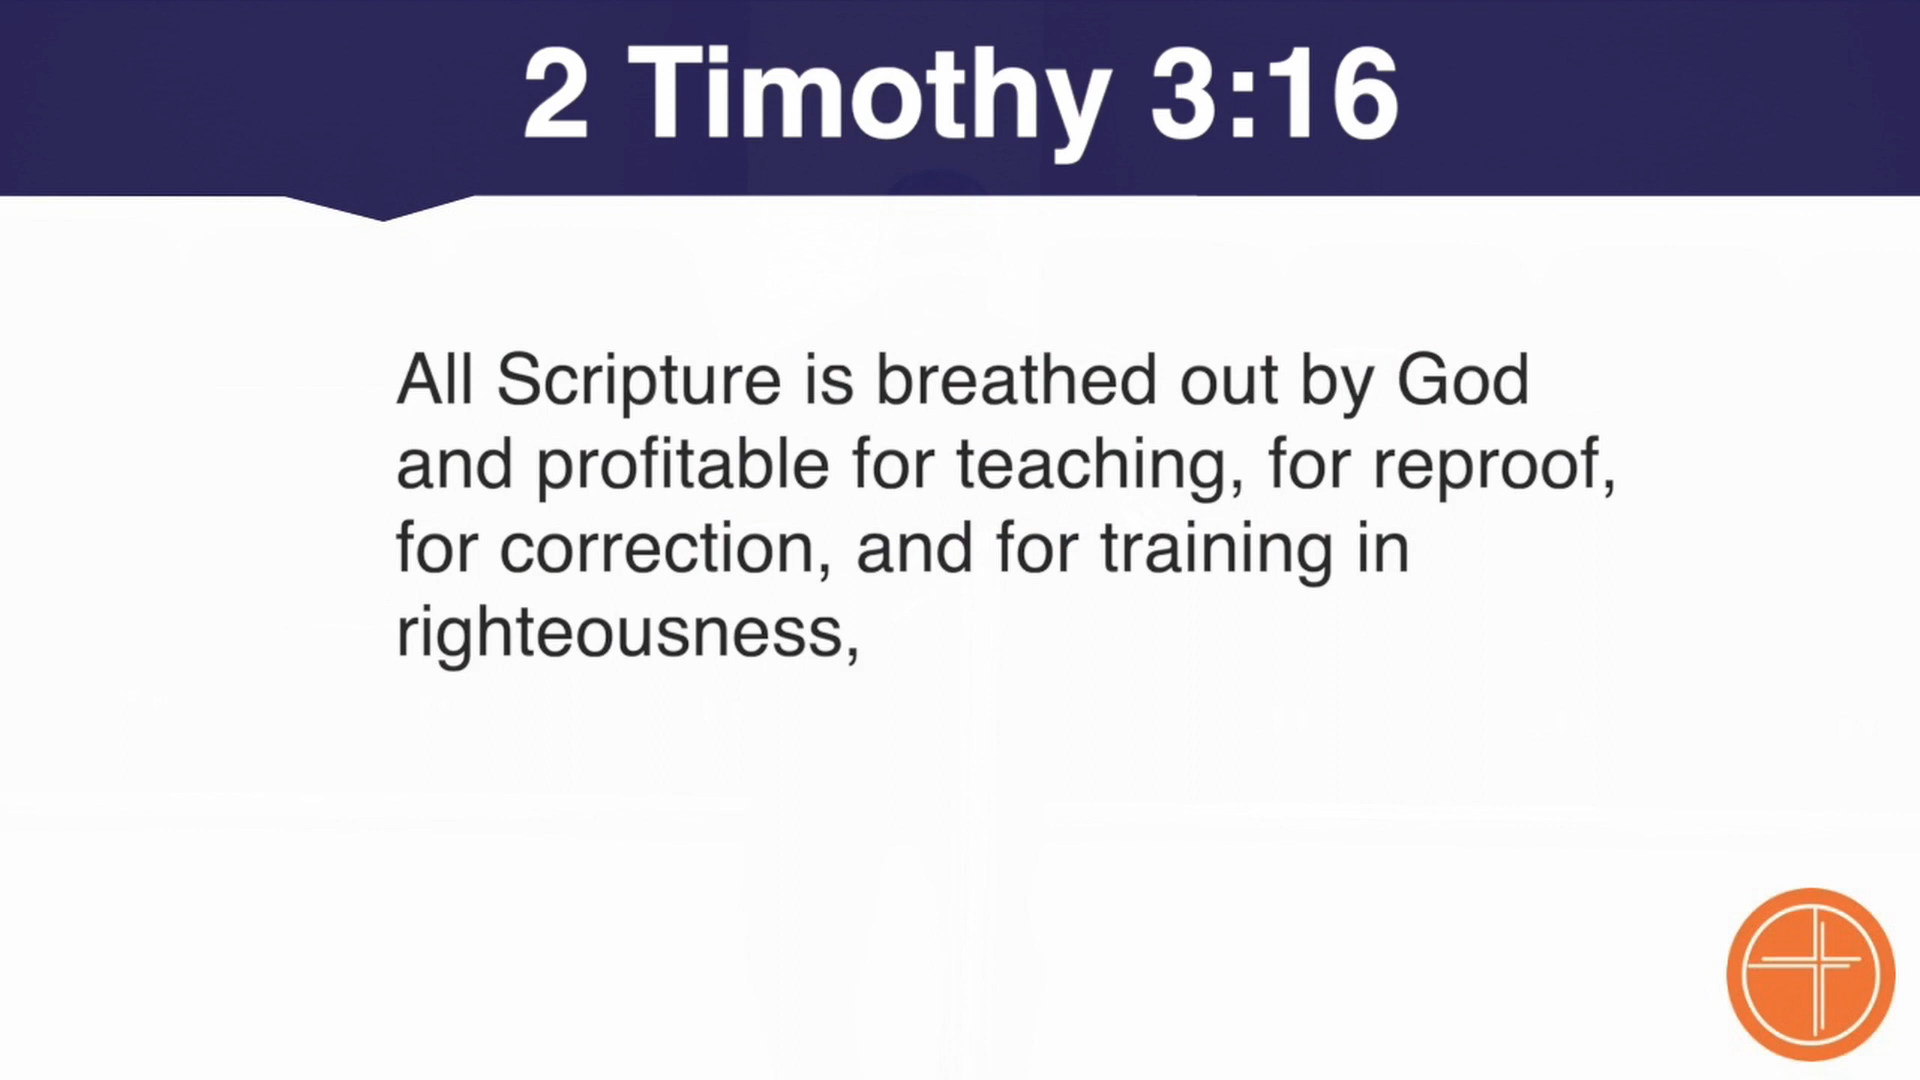 2 Timothy 3:16
All Scripture is breathed out by God
and profitable for teaching, for reproof,
for correction, and for training in
righteousness,